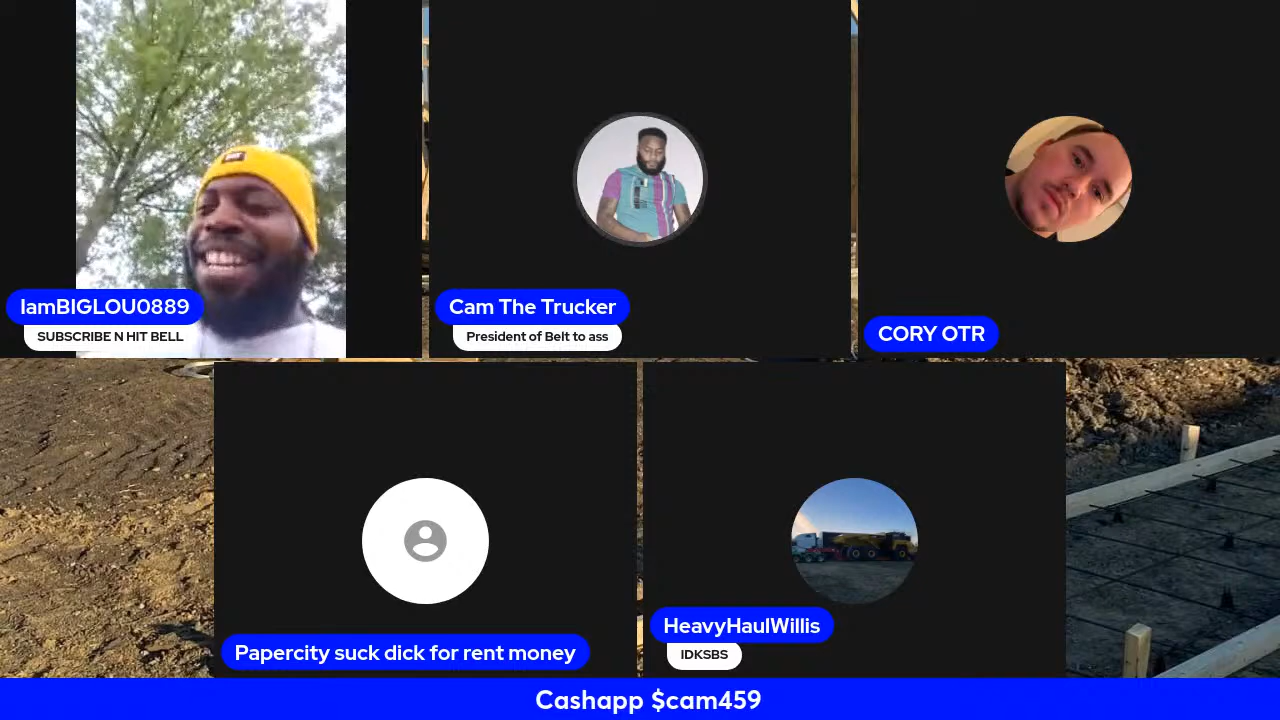 IamBIGLOU0889
SUBSCRIBE N HIT BELL
Cam The Trucker
President of Belt to ass
CORY OTR
Papercity suck dick for rent money
HeavyHaulWillis
IDKSBS
Cashapp $cam459